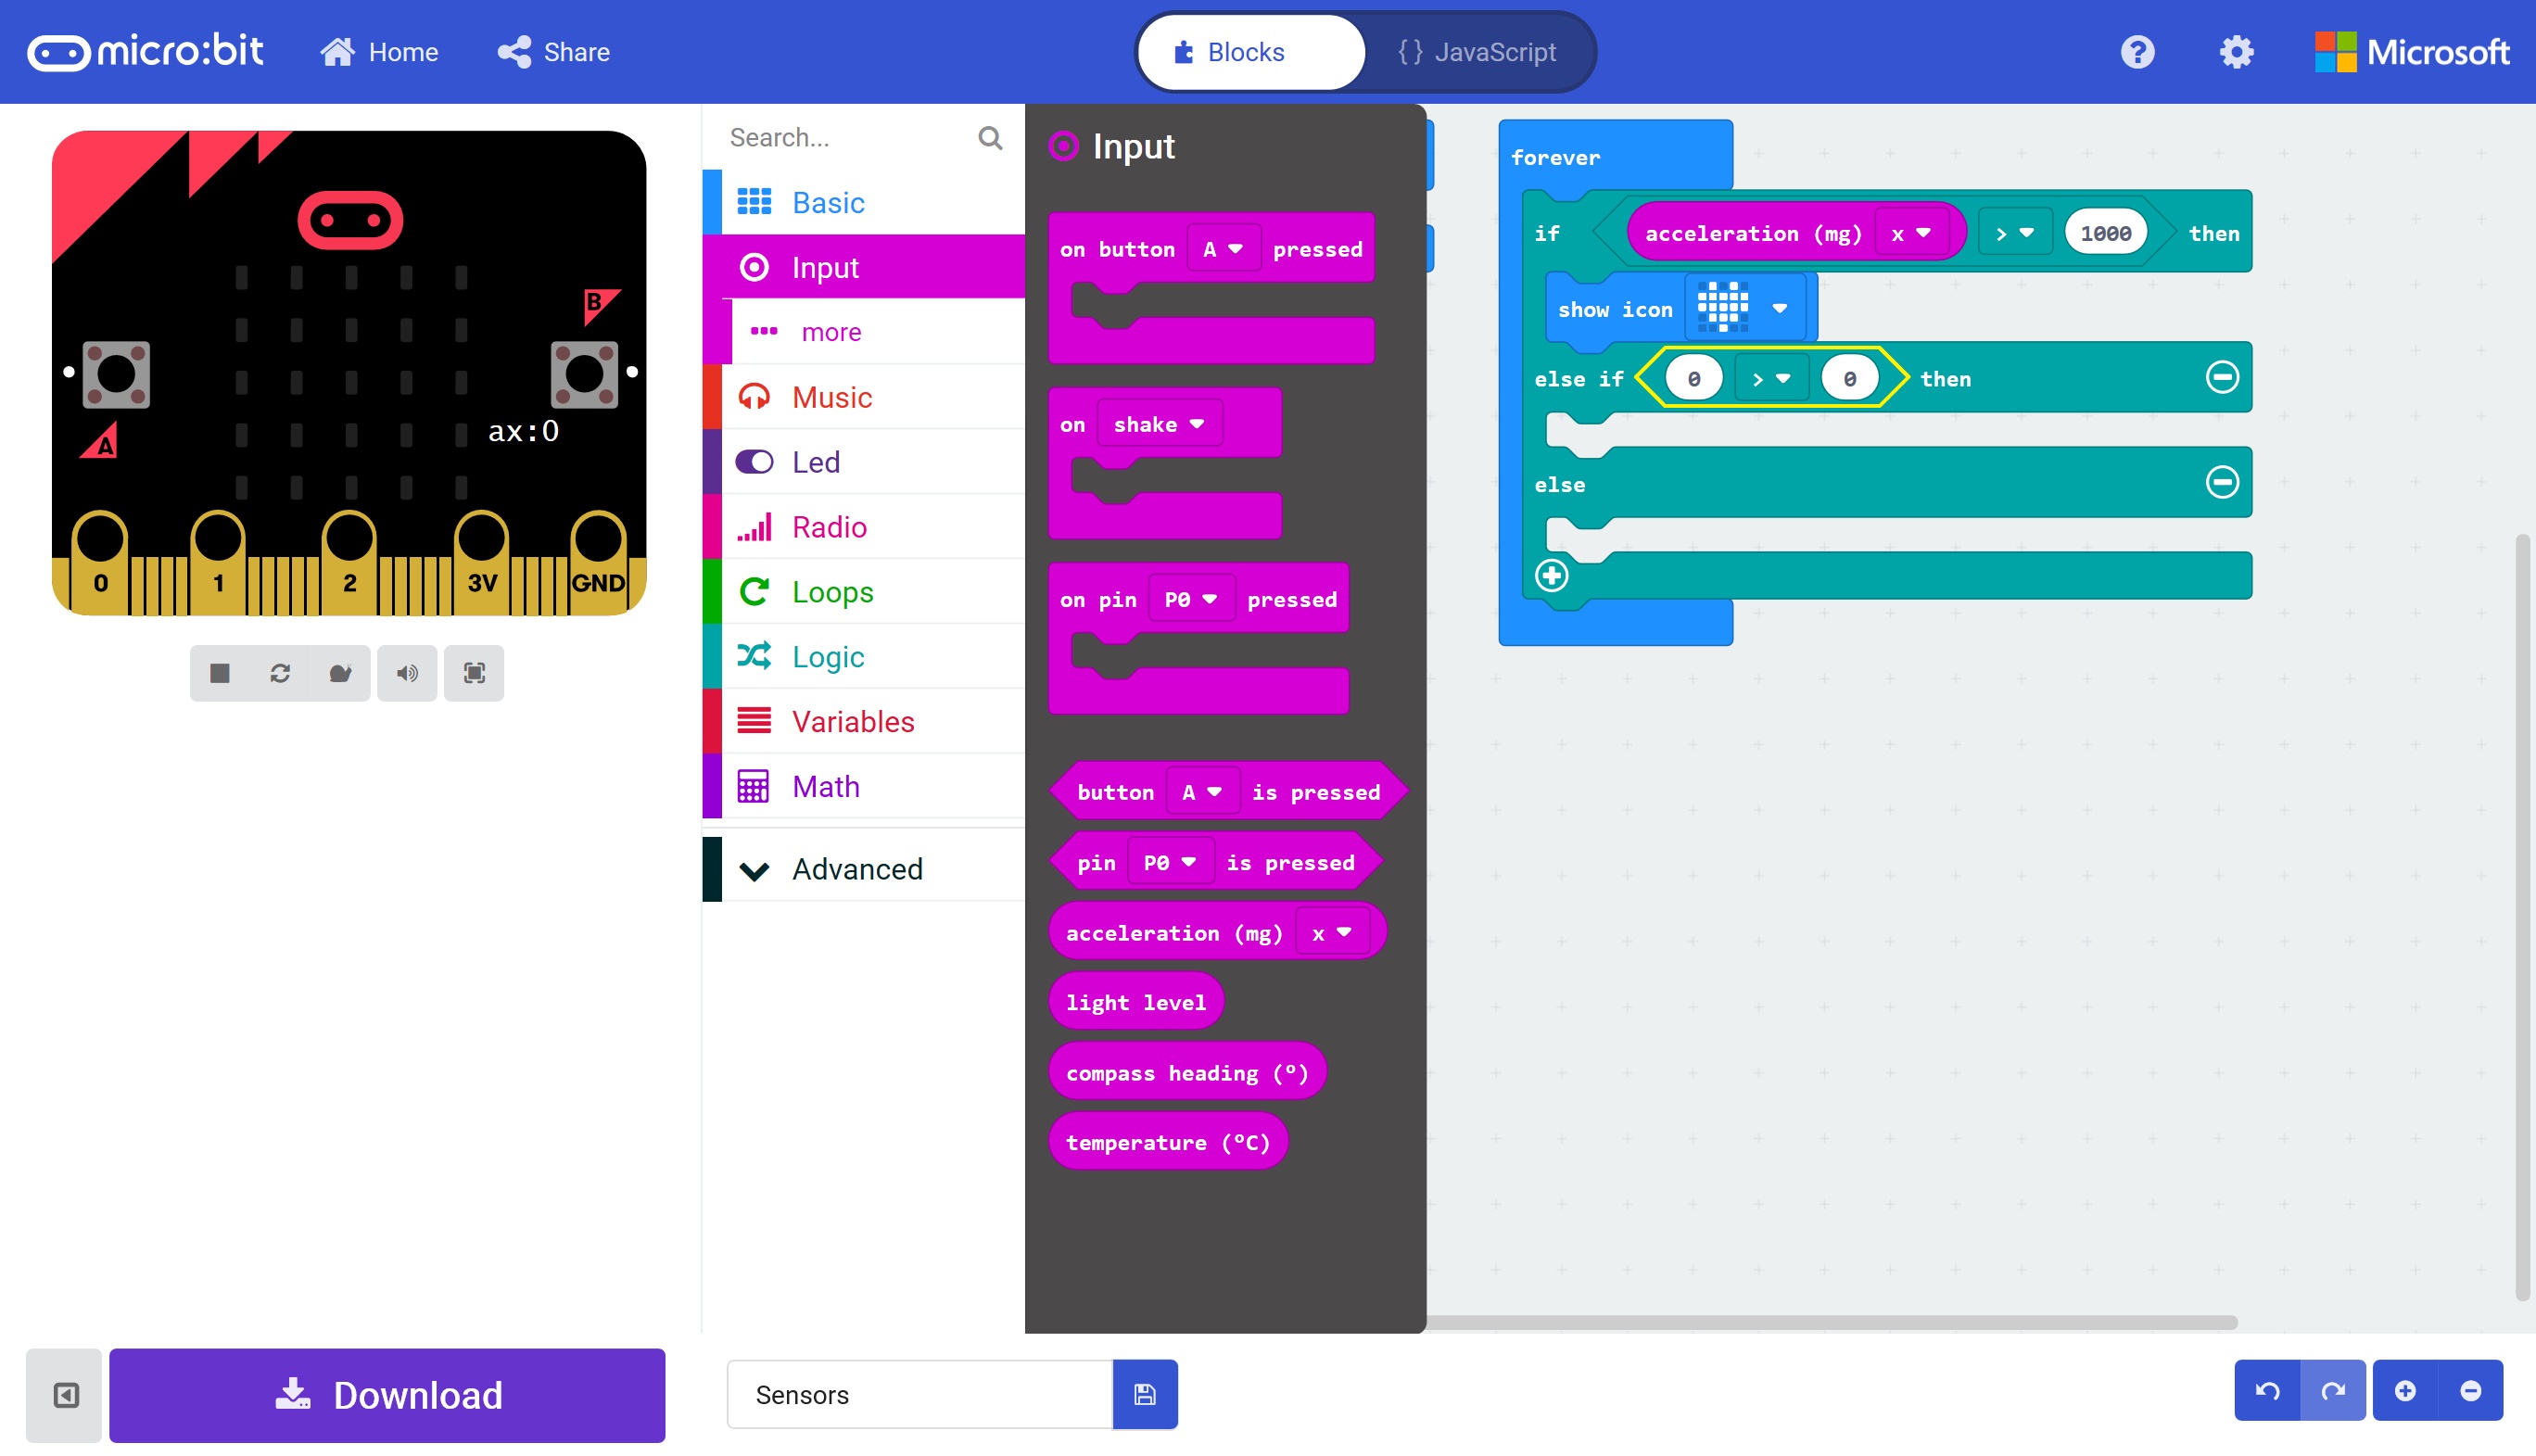 micro:bit Home Share Blocks {} JavaScript ? Microsoft
B
A
ax:0
0 1 2 3V GND
Search...
Basic
Input
more
Music
Led
Radio
Loops
Logic
Variables
Math
Advanced
Input
on button A pressed
on shake
on pin P0 pressed
button A is pressed
pin P0 is pressed
acceleration (mg) x
light level
compass heading (º)
temperature (ºC)
forever
if acceleration (mg) x > 1000 then
show icon
else if 0 > 0 then
else
Download
Sensors